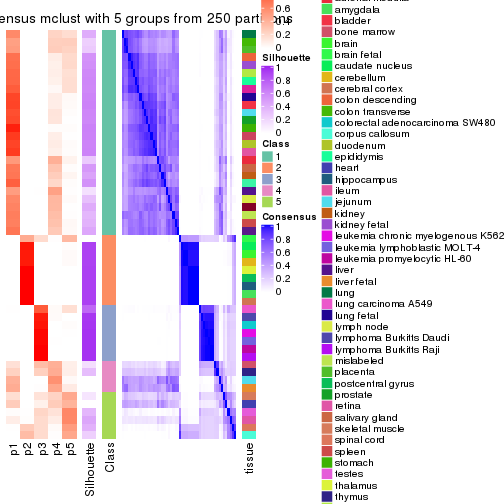 ensus mclust with 5 groups from 250 part
0.6
0.4
0.2
0
Silhouette
1
0.8
0.6
0.4
0.2
0
Class
1
2
3
4
5
Consensus
1
0.8
0.6
0.4
0.2
0
p1
p2
p3
p4
p5
Silhouette
Class
tissue
amygdala
bladder
bone marrow
brain
brain fetal
caudate nucleus
cerebellum
cerebral cortex
colon descending
colon transverse
colorectal adenocarcinoma SW480
corpus callosum
duodenum
epididymis
heart
hippocampus
ileum
jejunum
kidney
kidney fetal
leukemia chronic myelogenous K562
leukemia lymphoblastic MOLT-4
leukemia promyelocytic HL-60
liver
liver fetal
lung
lung carcinoma A549
lung fetal
lymph node
lymphoma Burkitts Daudi
lymphoma Burkitts Raji
mislabeled
placenta
postcentral gyrus
prostate
retina
salivary gland
skeletal muscle
spinal cord
spleen
stomach
testes
thalamus
thymus